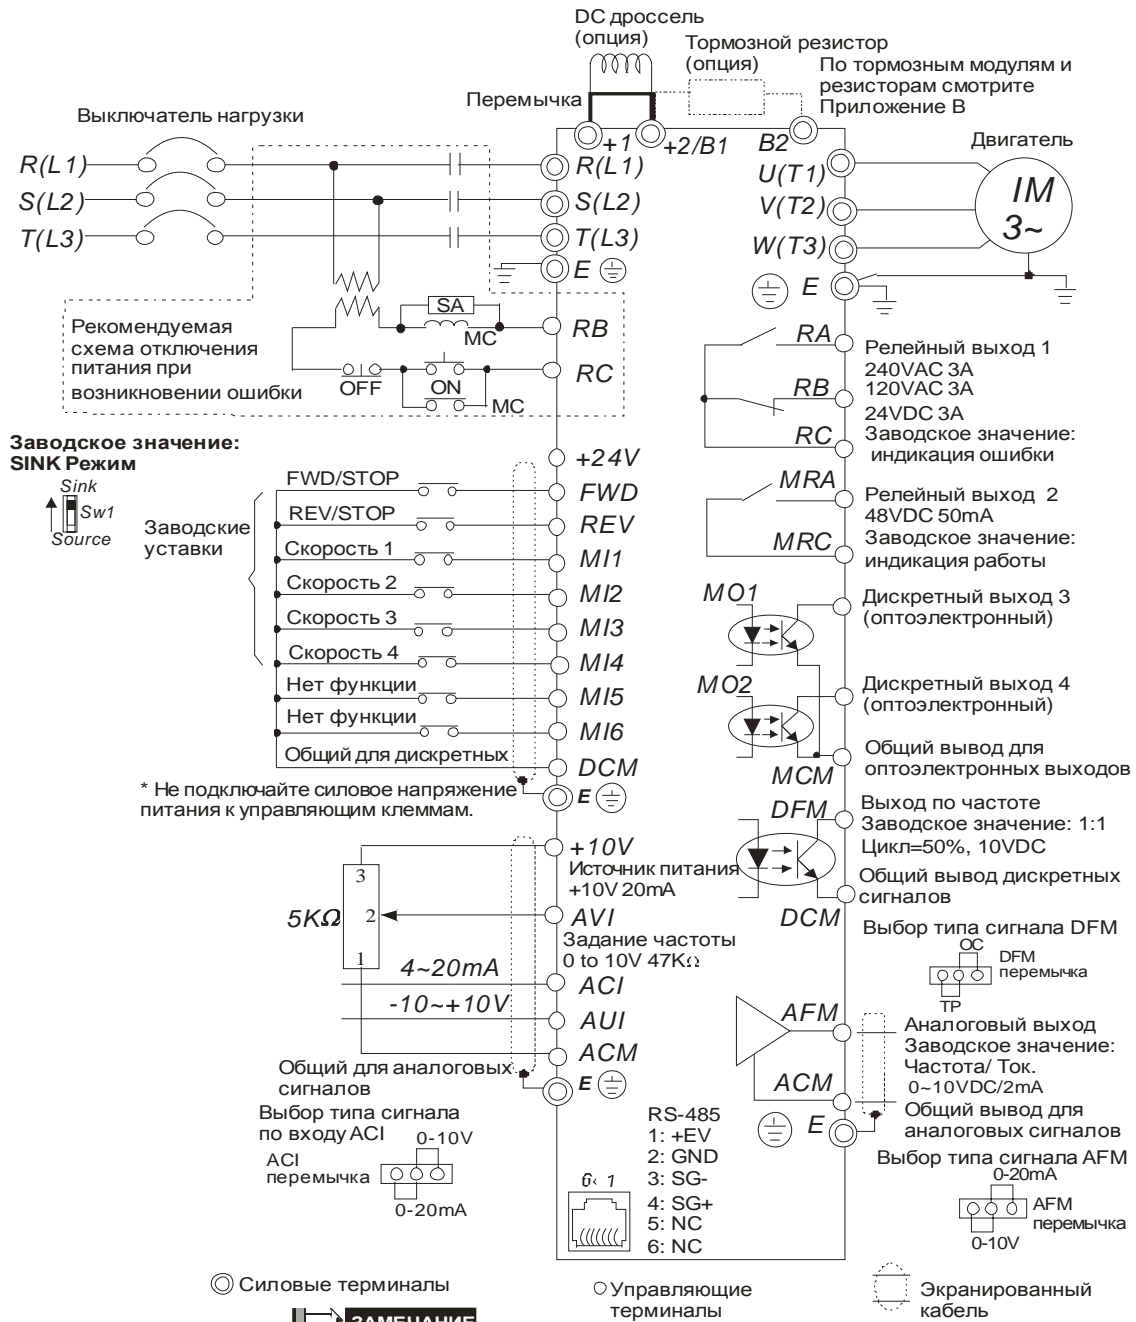 DC дроссель
(опция)
Тормозной резистор
(опция)
По тормозным модулям и
резисторам смотрите
Приложение B
Перемычка
Выключатель нагрузки
+1
+2/B1
B2
Двигатель
R(L1)
S(L2)
T(L3)
R(L1)
S(L2)
T(L3)
E
U(T1)
V(T2)
W(T3)
E
IM
3~
Рекомендуемая
схема отключения
питания при
возникновении ошибки
SA
MC
OFF
ON
MC
RB
RC
RA
RB
RC
Релейный выход 1
240VAC 3A
120VAC 3A
24VDC 3A
Заводское значение:
индикация ошибки
MRA
MRC
Релейный выход 2
48VDC 50mA
Заводское значение:
индикация работы
Заводское значение:
SINK Режим
Sink
Sw1
Source
Заводские
уставки
FWD/STOP
REV/STOP
Скорость 1
Скорость 2
Скорость 3
Скорость 4
Нет функции
Нет функции
Общий для дискретных
+24V
FWD
REV
MI1
MI2
MI3
MI4
MI5
MI6
DCM
E
* Не подключайте силовое напряжение
питания к управляющим клеммам.
MO1
Дискретный выход 3
(оптоэлектронный)
MO2
Дискретный выход 4
(оптоэлектронный)
MCM
Общий вывод для
оптоэлектронных выходов
DFM
Выход по частоте
Заводское значение: 1:1
Цикл=50%, 10VDC
DCM
Общий вывод дискретных
сигналов
Выбор типа сигнала DFM
OC
DFM
перемычка
TP
+10V
Источник питания
+10V 20mA
3
2
1
5KΩ
AVI
Задание частоты
0 to 10V 47KΩ
4~20mA
ACI
-10~+10V
AUI
ACM
Общий для аналоговых
сигналов
E
AFM
ACM
E
Аналоговый выход
Заводское значение:
Частота/ Ток.
0~10VDC/2mA
Общий вывод для
аналоговых сигналов
Выбор типа сигнала
по входу ACI
0-10V
ACI
перемычка
0-20mA
6‹ 1
RS-485
1: +EV
2: GND
3: SG-
4: SG+
5: NC
6: NC
Выбор типа сигнала AFM
0-20mA
AFM
перемычка
0-10V
Силовые терминалы
Управляющие
терминалы
Экранированный
кабель
ЗАМЕЧАНИЕ